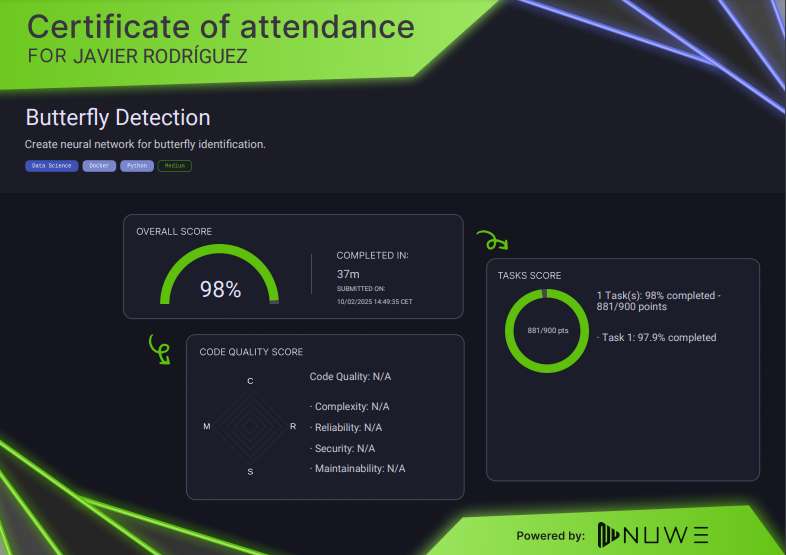 Certificate of attendance
FOR JAVIER RODRÍGUEZ
Butterfly Detection
Create neural network for butterfly identification.
Data Science Docker Python Medium
OVERALL SCORE
98%
COMPLETED IN:
37m
SUBMITTED ON:
10/02/2025 14:49:35 CET
TASKS SCORE
881/900 pts
1 Task(s): 98% completed -
881/900 points
· Task 1: 97.9% completed
CODE QUALITY SCORE
C
M
R
S
Code Quality: N/A
· Complexity: N/A
· Reliability: N/A
· Security: N/A
· Maintainability: N/A
Powered by: NUWE